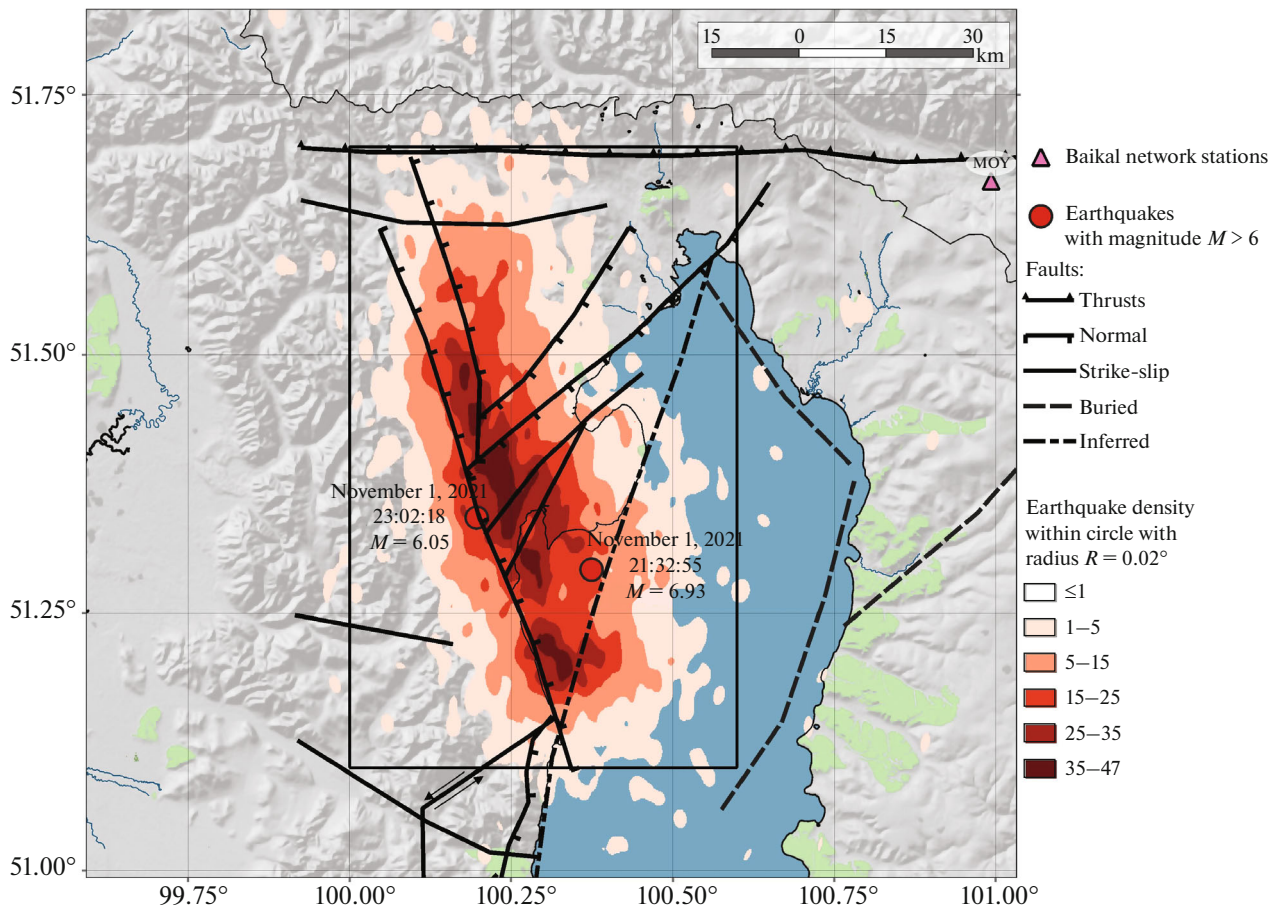 15 0 15 30
km
51.75°
51.50°
51.25°
51.00°
99.75°
100.00°
100.25°
100.50°
100.75°
101.00°
MOY
November 1, 2021
23:02:18
M = 6.05
November 1, 2021
21:32:55
M = 6.93
Baikal network stations
Earthquakes
with magnitude M > 6
Faults:
Thrusts
Normal
Strike-slip
Buried
Inferred
Earthquake density
within circle with
radius R = 0.02°
≤1
1–5
5–15
15–25
25–35
35–47